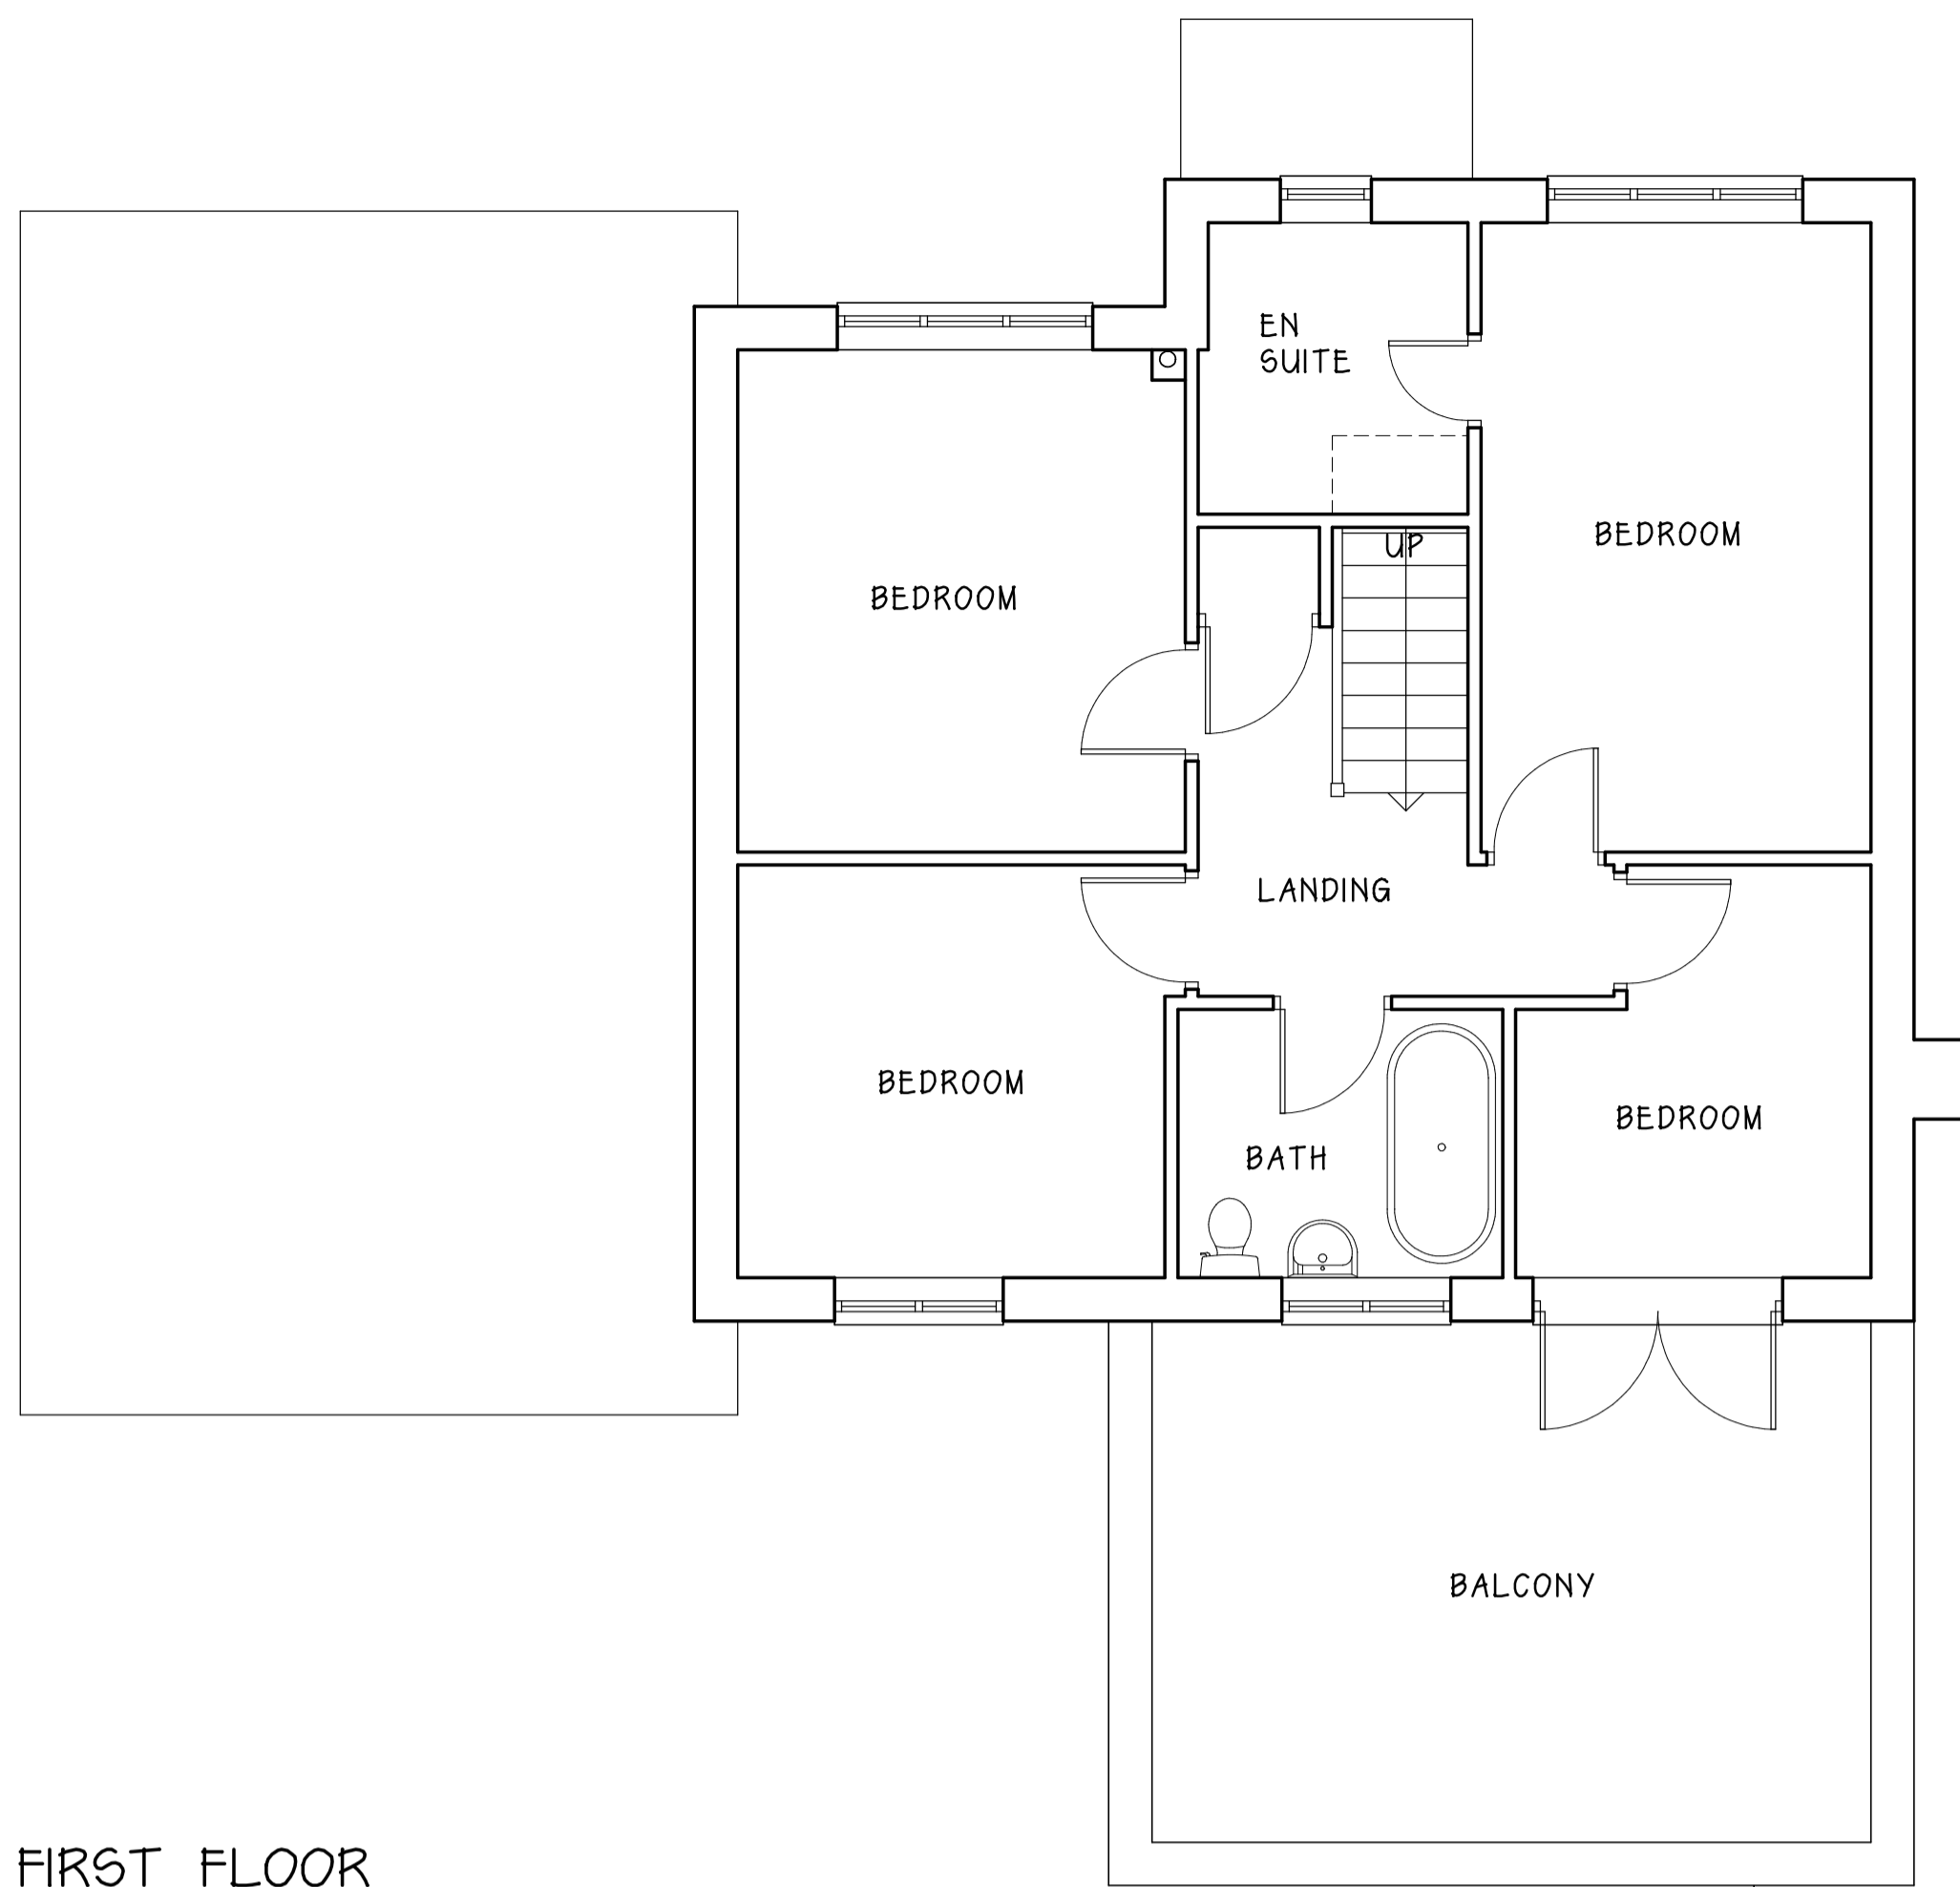 EN
SUITE
BEDROOM
UP
BEDROOM
LANDING
BEDROOM
BEDROOM
BATH
BALCONY
FIRST FLOOR